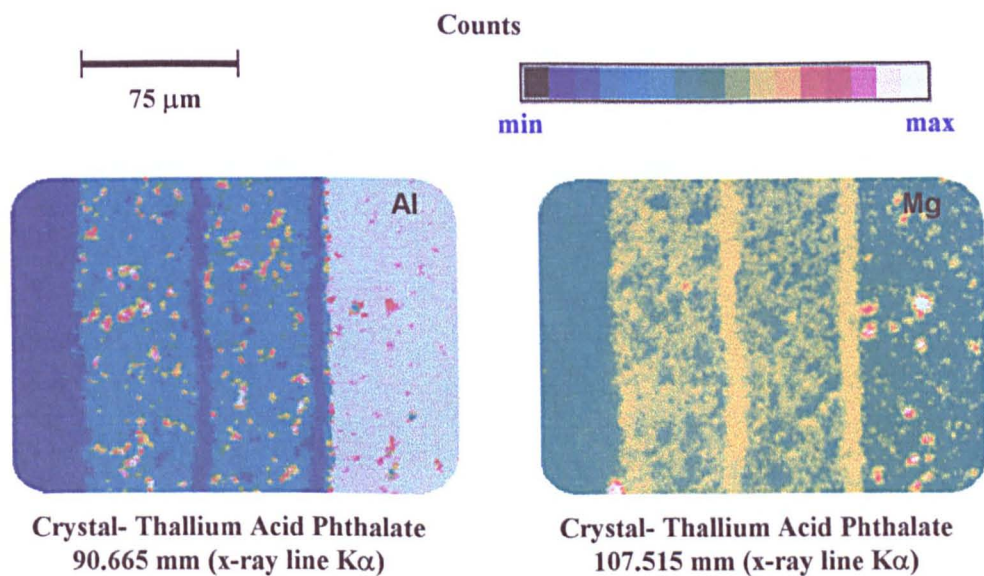 Counts
75 μm
min max
Al
Mg
Crystal- Thallium Acid Phthalate
90.665 mm (x-ray line Kα)
Crystal- Thallium Acid Phthalate
107.515 mm (x-ray line Kα)